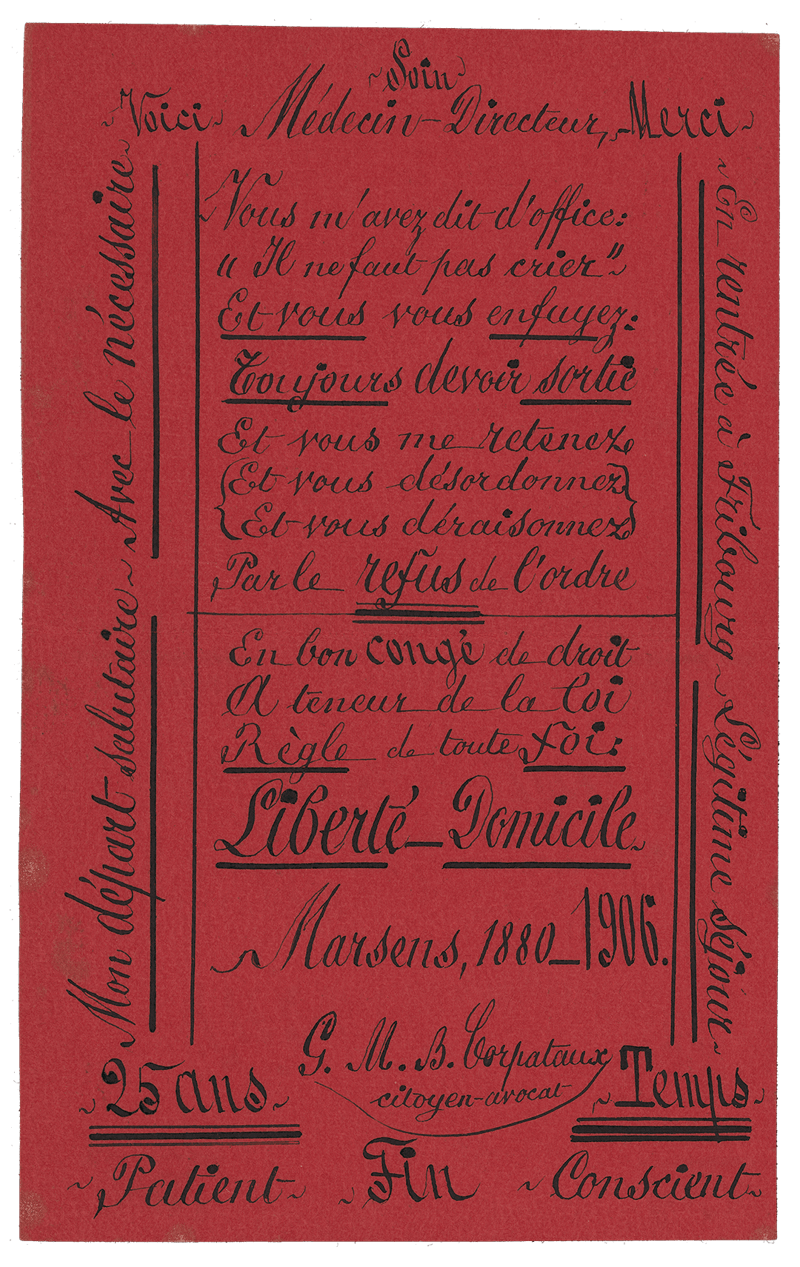 Soin
Voici Médecin-Directeur, Merci
Mon départ salutaire Avec le nécessaire
Vous m'avez dit d'office:
"Il ne faut pas crier"
Et vous vous enfuyez:
Toujours devoir sortie
Et vous me retenez
(Et vous désordonnez)
(Et vous déraisonnez)
Par le refus de l'ordre
En bon congé de droit
A teneur de la Loi
Règle de toute Foi:
Liberté-Domicile
Marsens, 1880-1906.
G. M. B. Corpataux
citoyen-avocat
En rentrée à Fribourg Légitime séjour
25 ans Temps
Patient Fin Conscient